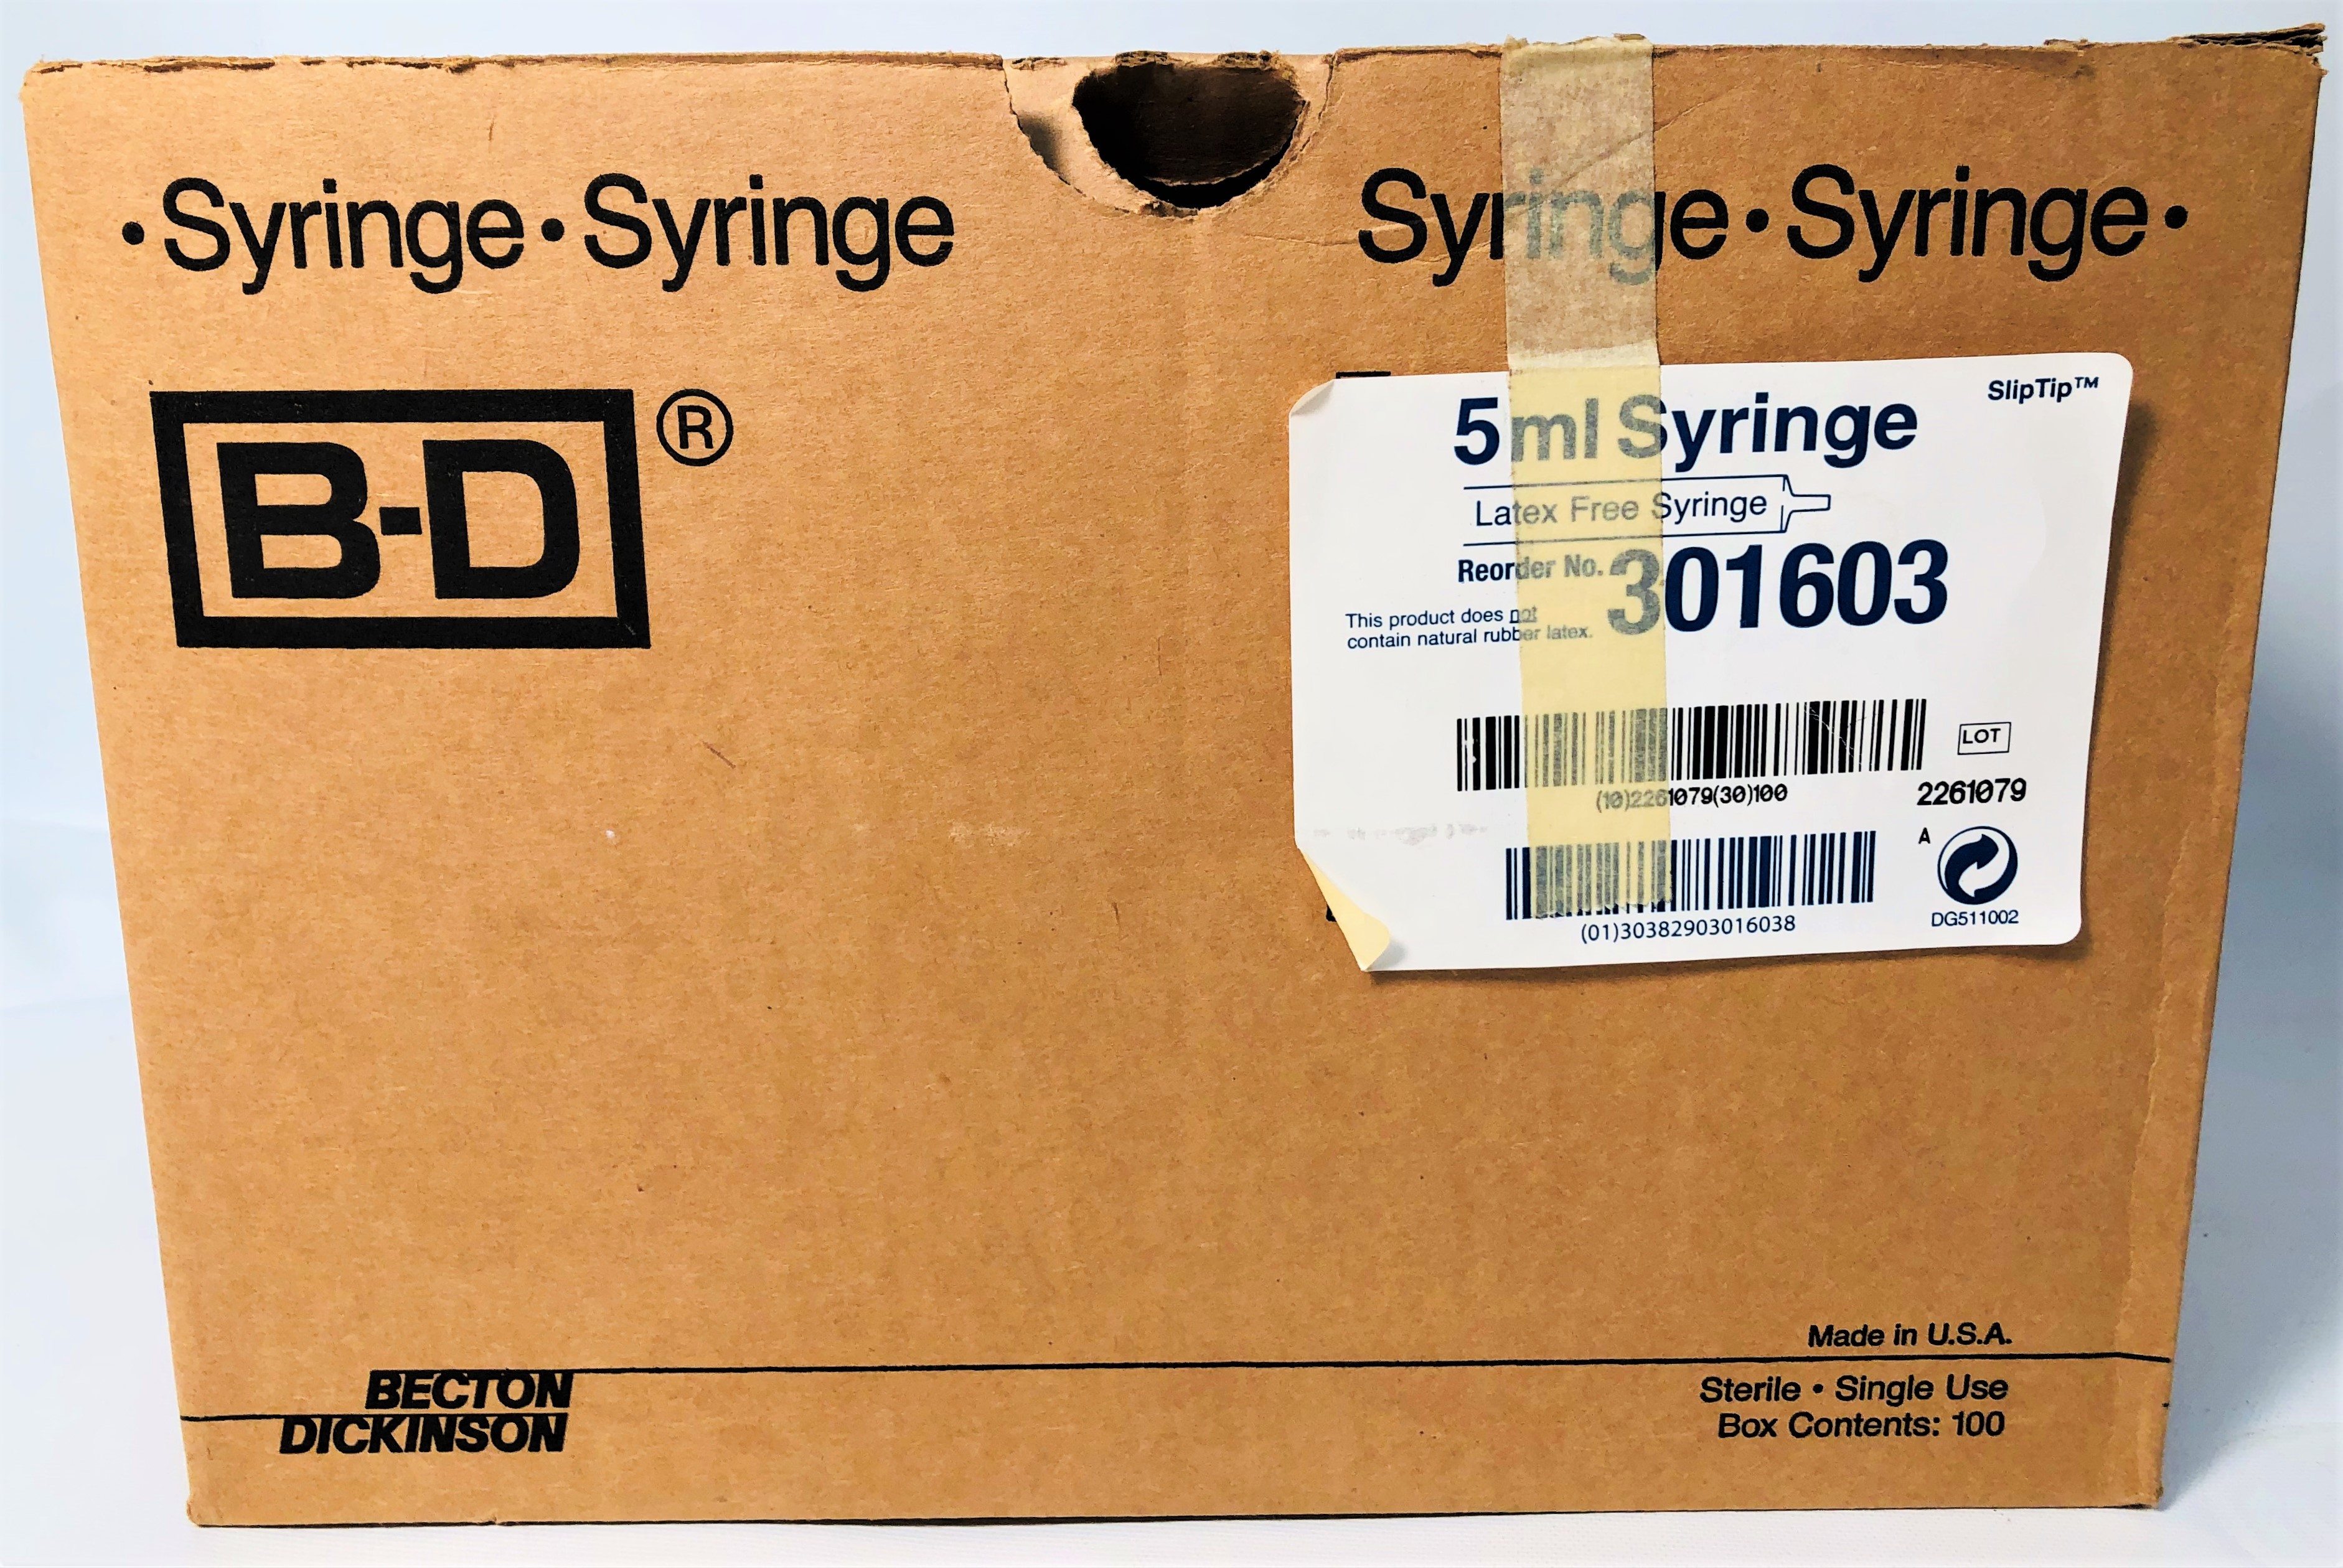 •Syringe•Syringe
Syringe•Syringe•
B-D®
SlipTip™
5ml Syringe
Latex Free Syringe
Reorder No. 301603
This product does not
contain natural rubber latex.
LOT
(10)2261079(30)100
2261079
A
(01)30382903016038
DG511002
Made in U.S.A.
BECTON
DICKINSON
Sterile • Single Use
Box Contents: 100